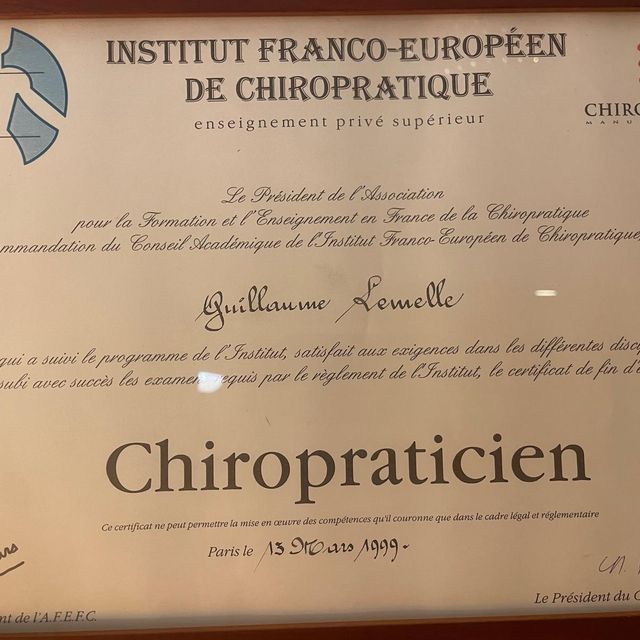 INSTITUT FRANCO-EUROPÉEN
DE CHIROPRATIQUE
enseignement privé supérieur
CHIRO
MANU
Le Président de l'Association
pour la Formation et l'Enseignement en France de la Chiropratique
ommandation du Conseil Académique de l'Institut Franco-Européen de Chiropratique,
Guillaume Lemelle
qui a suivi le programme de l'Institut, satisfait aux exigences dans les différentes disci
subi avec succès les examens requis par le règlement de l'Institut, le certificat de fin d'é
Chiropraticien
Ce certificat ne peut permettre la mise en œuvre des compétences qu'il couronne que dans le cadre légal et réglementaire
Paris le 13 Mars 1999.
nt de l'A.F.E.F.C.
Le Président du C